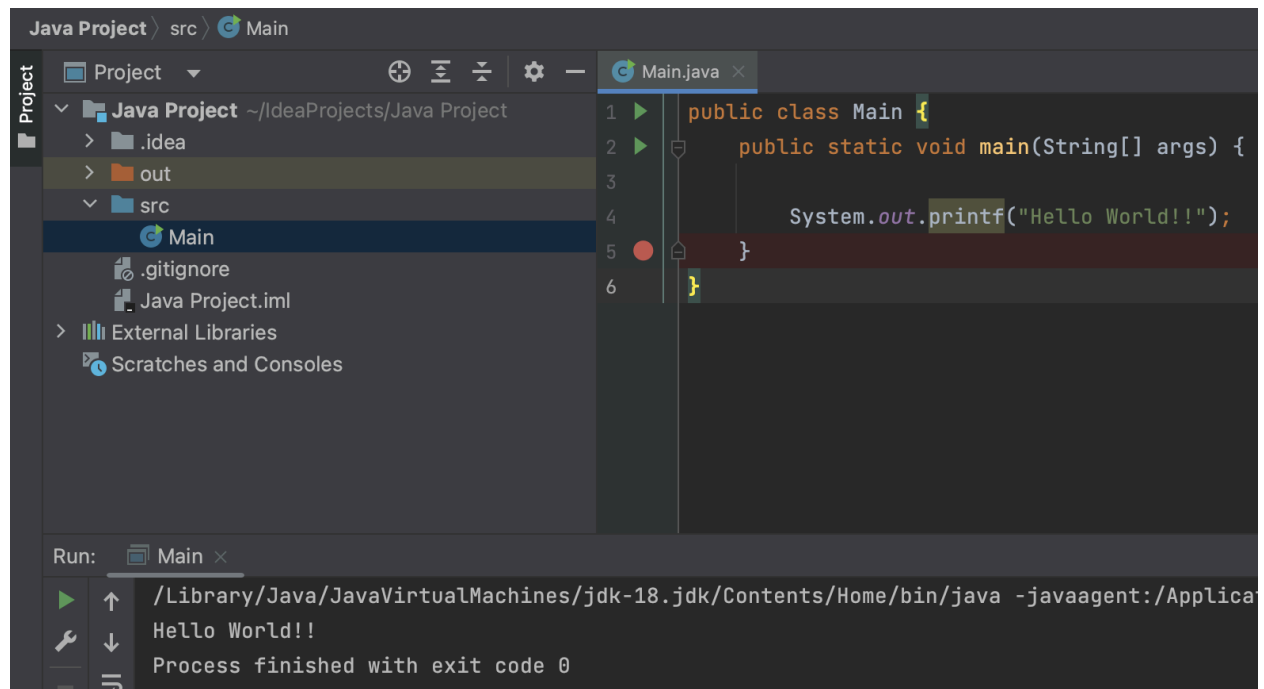 Java Project 〉 src 〉 Main
Project
Project
Java Project ~/IdeaProjects/Java Project
.idea
out
src
Main
.gitignore
Java Project.iml
External Libraries
Scratches and Consoles
Main.java
1 public class Main {
2 public static void main(String[] args) {
3
4 System.out.printf("Hello World!!");
5 }
6 }
Run: Main
/Library/Java/JavaVirtualMachines/jdk-18.jdk/Contents/Home/bin/java -javaagent:/Applica
Hello World!!
Process finished with exit code 0